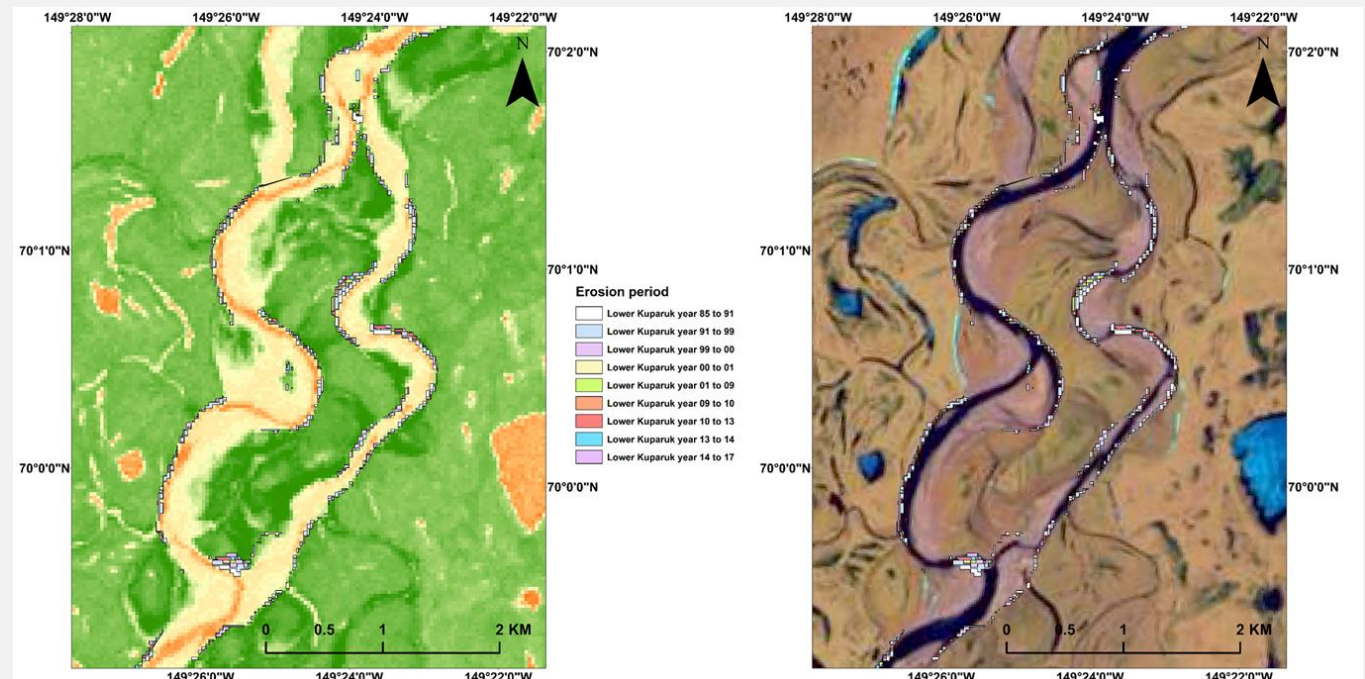 149°28'0"W 149°26'0"W 149°24'0"W 149°22'0"W
N
70°2'0"N
70°1'0"N
70°1'0"N
70°0'0"N
70°0'0"N
0 0.5 1 2 KM
149°26'0"W 149°24'0"W 149°22'0"W
Erosion period
Lower Kuparuk year 85 to 91
Lower Kuparuk year 91 to 99
Lower Kuparuk year 99 to 00
Lower Kuparuk year 00 to 01
Lower Kuparuk year 01 to 09
Lower Kuparuk year 09 to 10
Lower Kuparuk year 10 to 13
Lower Kuparuk year 13 to 14
Lower Kuparuk year 14 to 17
149°28'0"W 149°26'0"W 149°24'0"W 149°22'0"W
N
70°2'0"N
70°1'0"N
70°1'0"N
70°0'0"N
70°0'0"N
0 0.5 1 2 KM
149°26'0"W 149°24'0"W 149°22'0"W